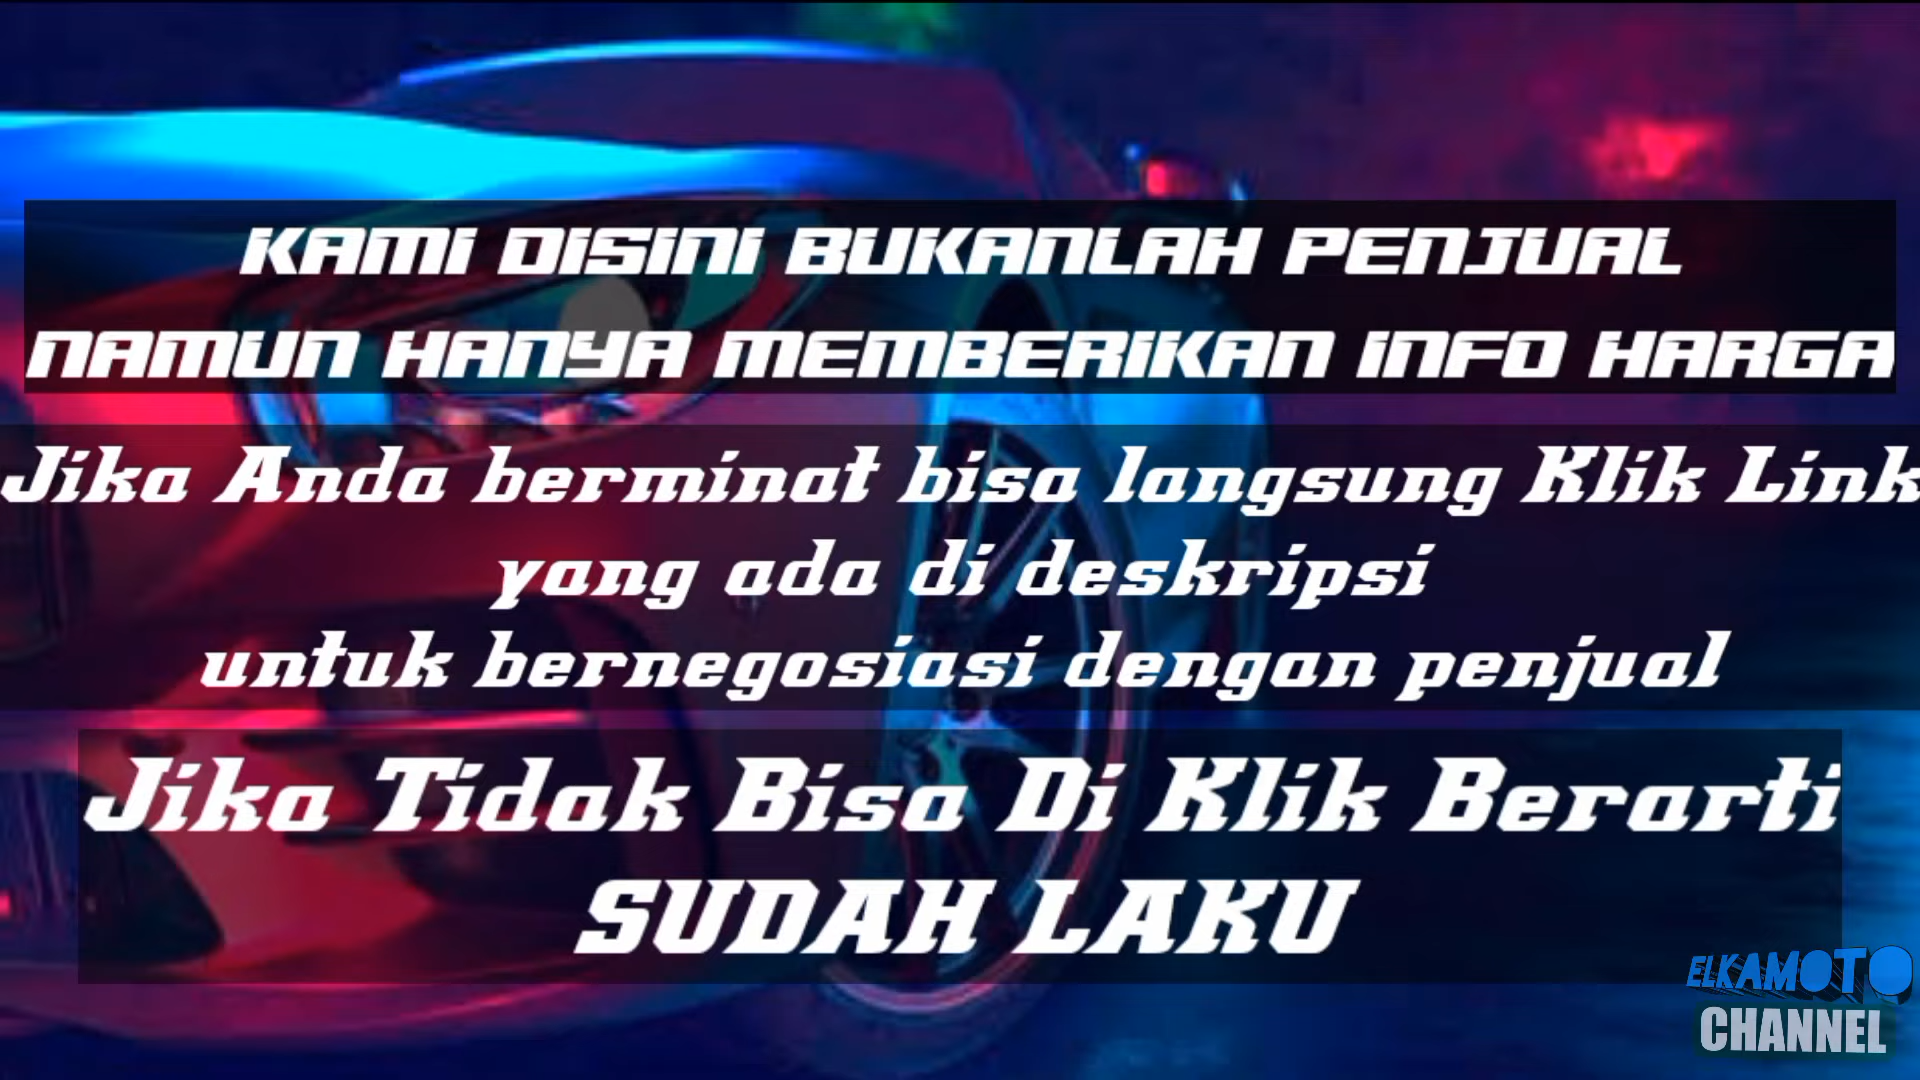 KAMI DISINI BUKANLAH PENJUAL
NAMUN HANYA MEMBERIKAN INFO HARGA
Jika Anda berminat bisa langsung Klik Link
yang ada di deskripsi
untuk bernegosiasi dengan penjual
Jika Tidak Bisa Di Klik Berarti
SUDAH LAKU
ELKAMOTO
CHANNEL